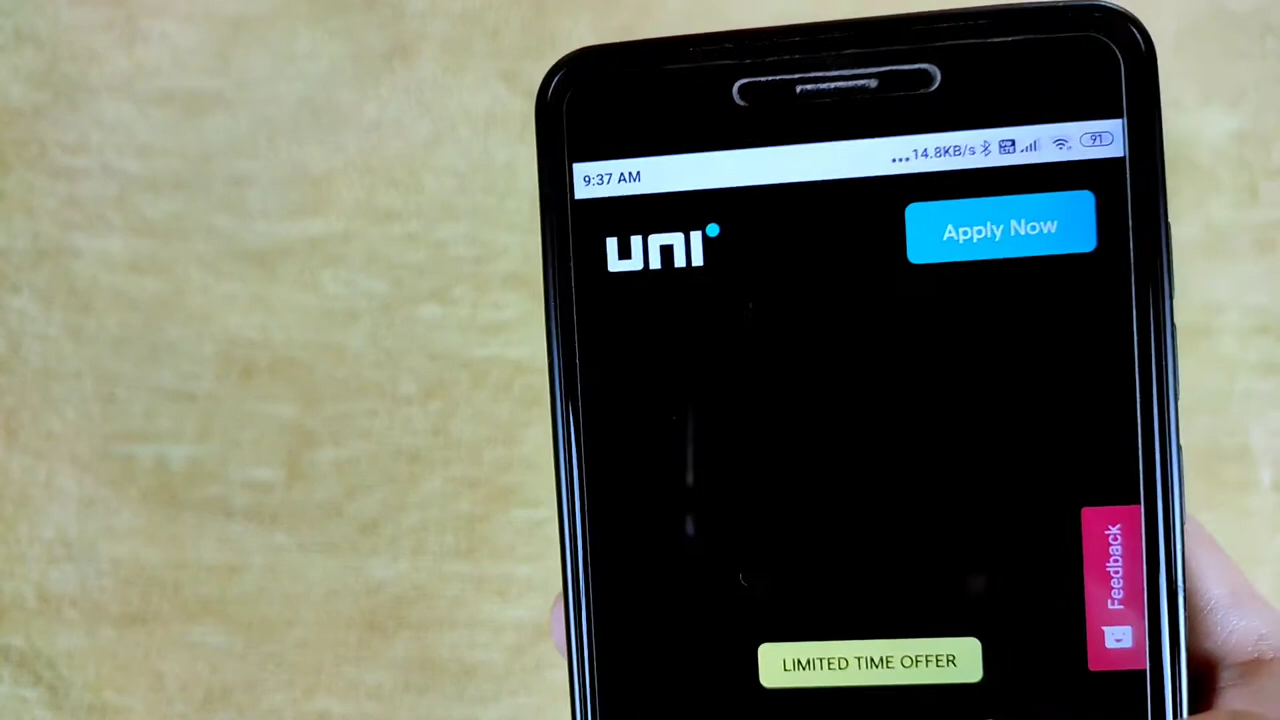 9:37 AM
...14.8KB/s
91
UNI
Apply Now
Feedback
LIMITED TIME OFFER